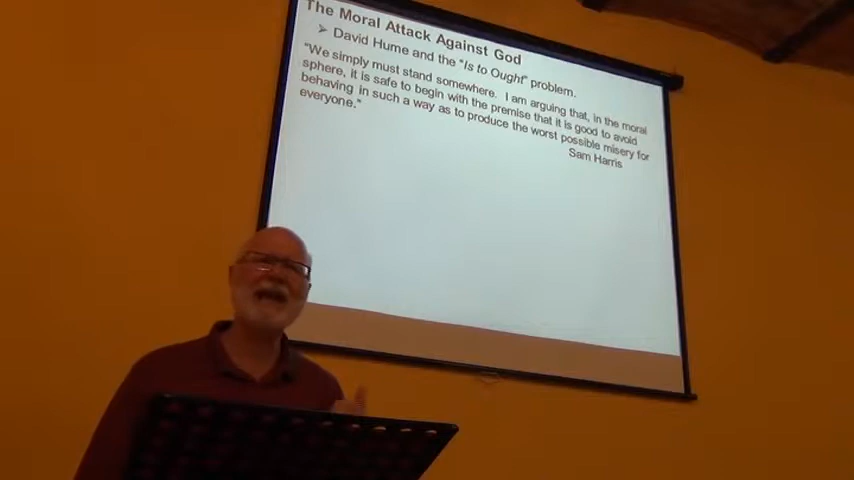 The Moral Attack Against God
➢ David Hume and the "Is to Ought" problem.
"We simply must stand somewhere. I am arguing that, in the moral
sphere, it is safe to begin with the premise that it is good to avoid
behaving in such a way as to produce the worst possible misery for
everyone."
Sam Harris